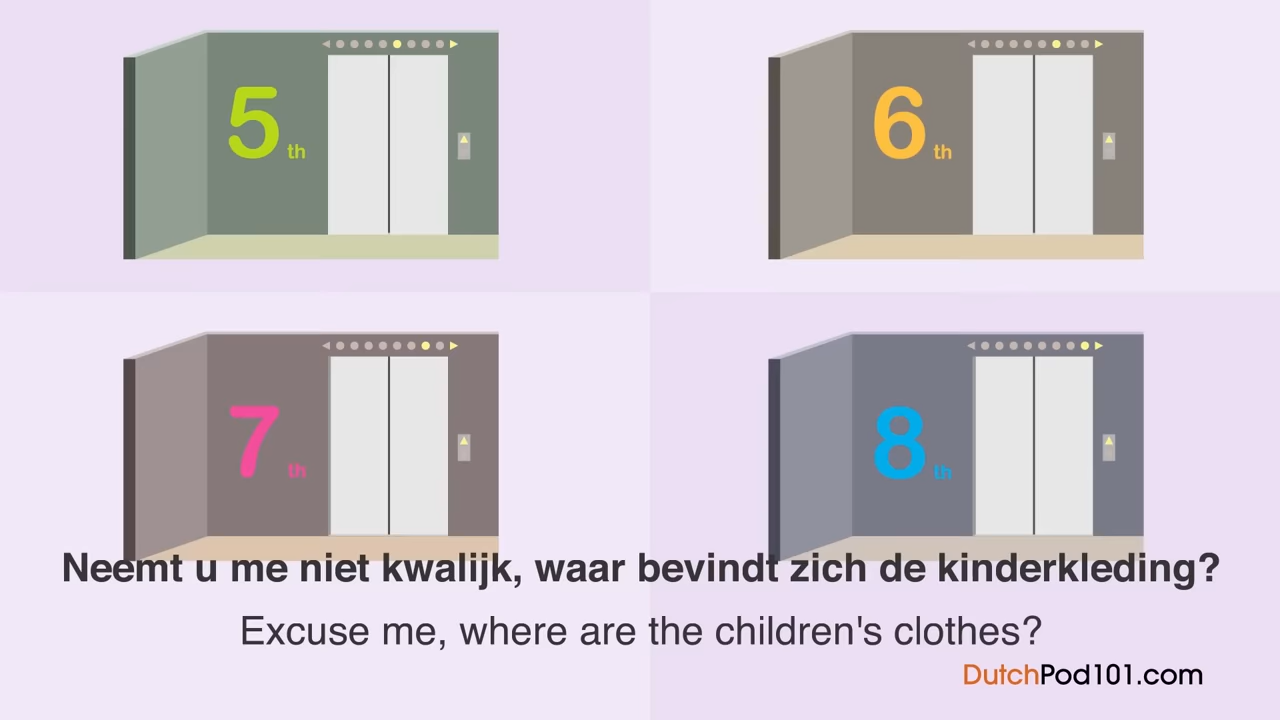 5th
6th
7th
8th
Neemt u me niet kwalijk, waar bevindt zich de kinderkleding?
Excuse me, where are the children's clothes?
DutchPod101.com